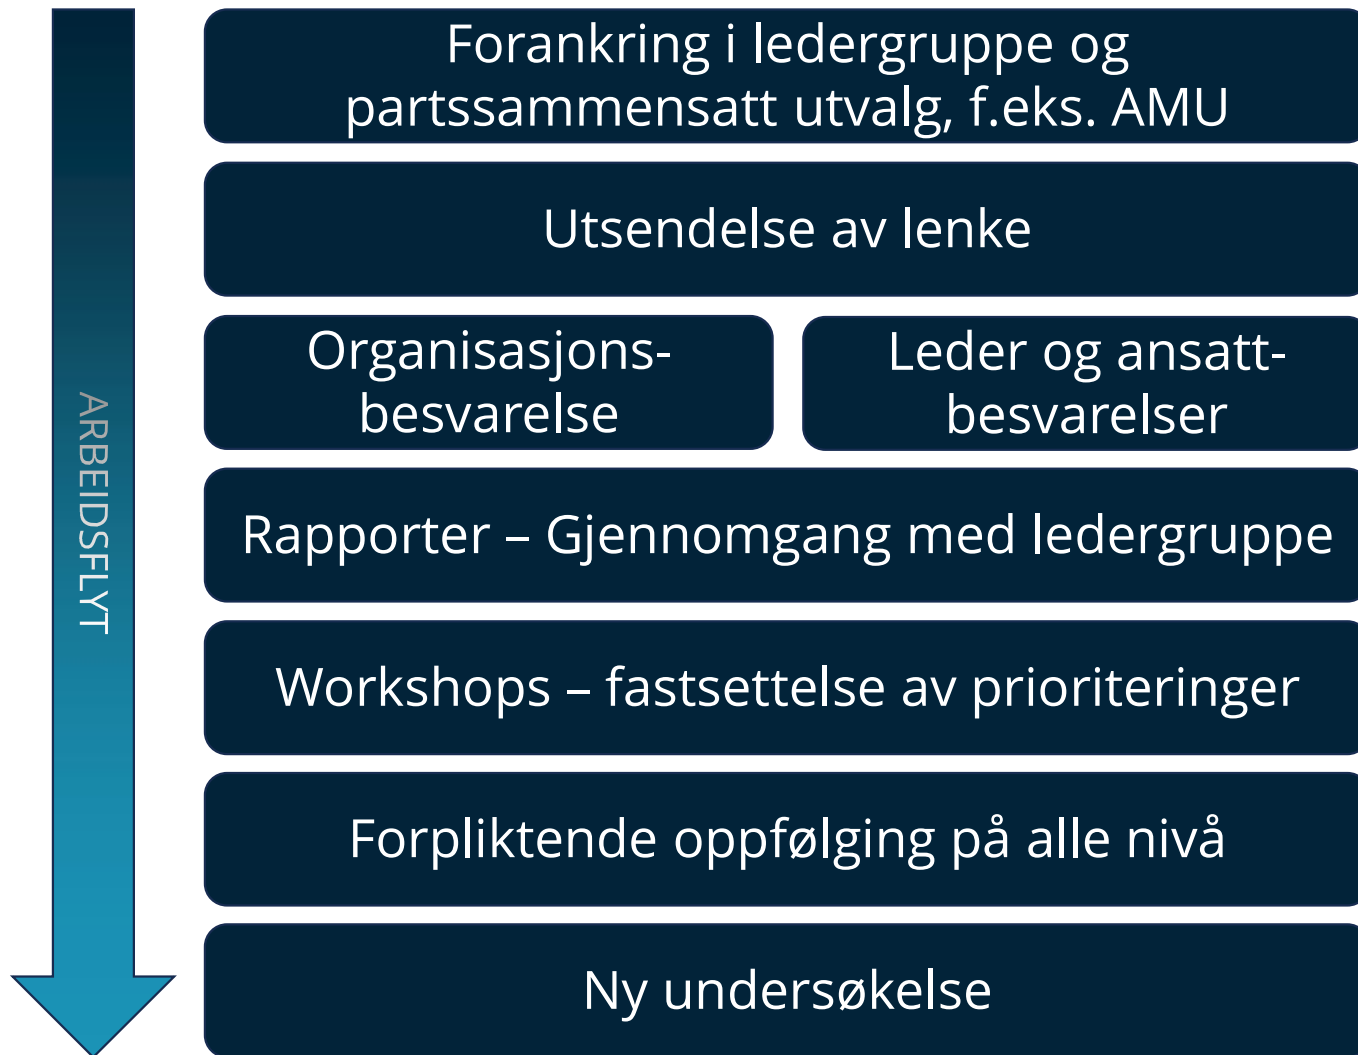 Forankring i ledergruppe og
partssammensatt utvalg, f.eks. AMU
Utsendelse av lenke
Organisasjons-
besvarelse
Leder og ansatt-
besvarelser
Rapporter – Gjennomgang med ledergruppe
Workshops – fastsettelse av prioriteringer
Forpliktende oppfølging på alle nivå
Ny undersøkelse
ARBEIDSFLYT